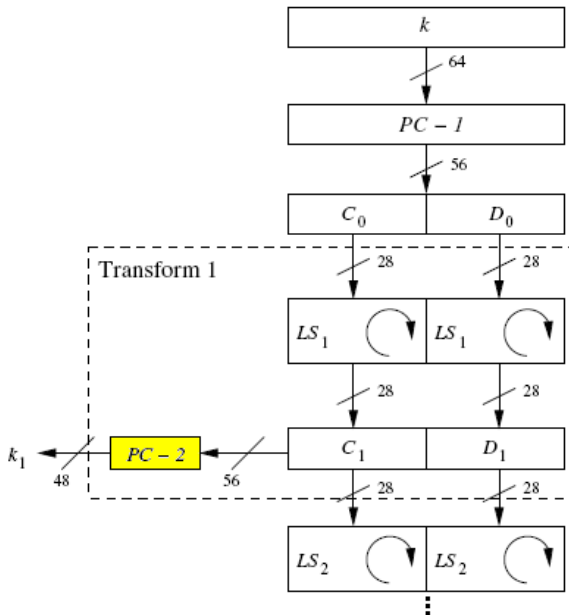 k
64
PC – 1
56
C₀ D₀
Transform 1
28 28
LS₁ LS₁
28 28
k₁ 48 PC – 2 56 C₁ D₁
28 28
LS₂ LS₂